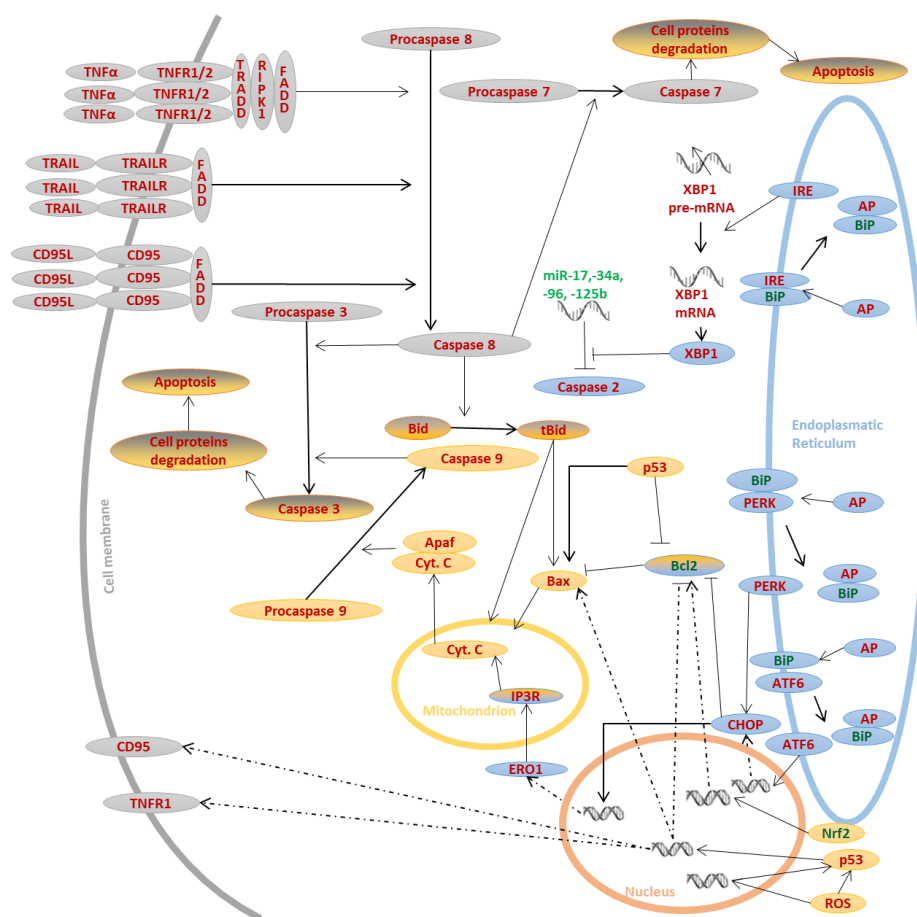 Procaspase 8
Cell proteins
degradation
Apoptosis
TNFα TNFR1/2
TNFα TNFR1/2
TNFα TNFR1/2
TRADD
RIPK1
FADD
Procaspase 7
Caspase 7
TRAIL TRAILR
TRAIL TRAILR
TRAIL TRAILR
FADD
XBP1
pre-mRNA
IRE
AP
BiP
CD95L CD95
CD95L CD95
CD95L CD95
FADD
miR-17,-34a,
-96, -125b
XBP1
mRNA
IRE
BiP
AP
Procaspase 3
Caspase 8
XBP1
Caspase 2
Apoptosis
Cell proteins
degradation
Bid
tBid
Caspase 9
Caspase 3
p53
Endoplasmatic
Reticulum
BiP
PERK
AP
Cell membrane
Apaf
Cyt. C
Procaspase 9
Bax
Bcl2
PERK
AP
BiP
Cyt. C
IP3R
Mitochondrion
BiP
ATF6
AP
CHOP
AP
BiP
ATF6
CD95
ERO1
TNFR1
Nrf2
p53
Nucleus
ROS